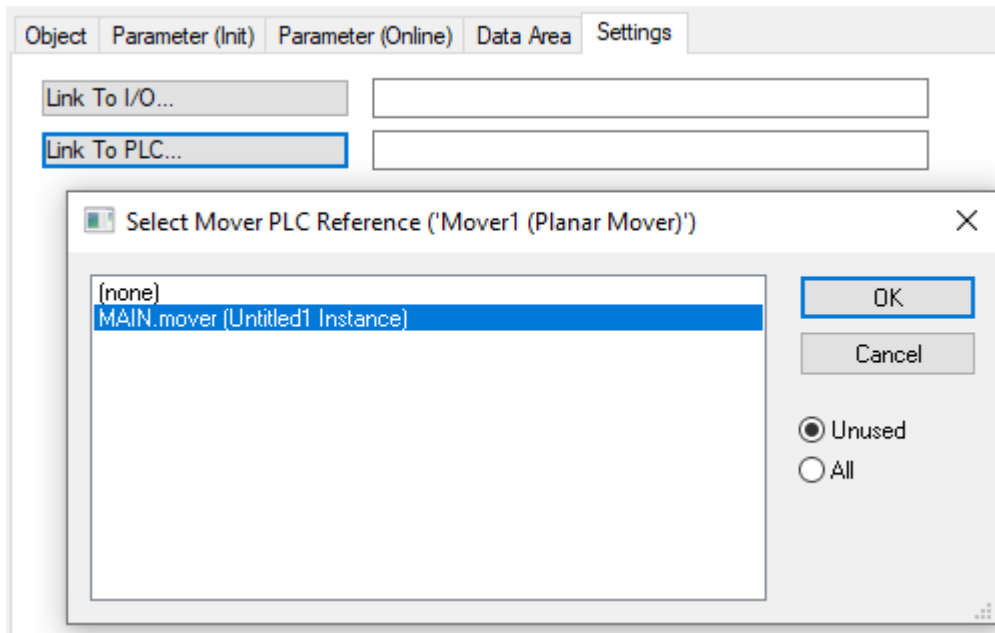 Object Parameter (Init) Parameter (Online) Data Area Settings
Link To I/O...
Link To PLC...
Select Mover PLC Reference ('Mover1 (Planar Mover)')
(none)
MAIN.mover (Untitled1 Instance)
OK
Cancel
Unused
All